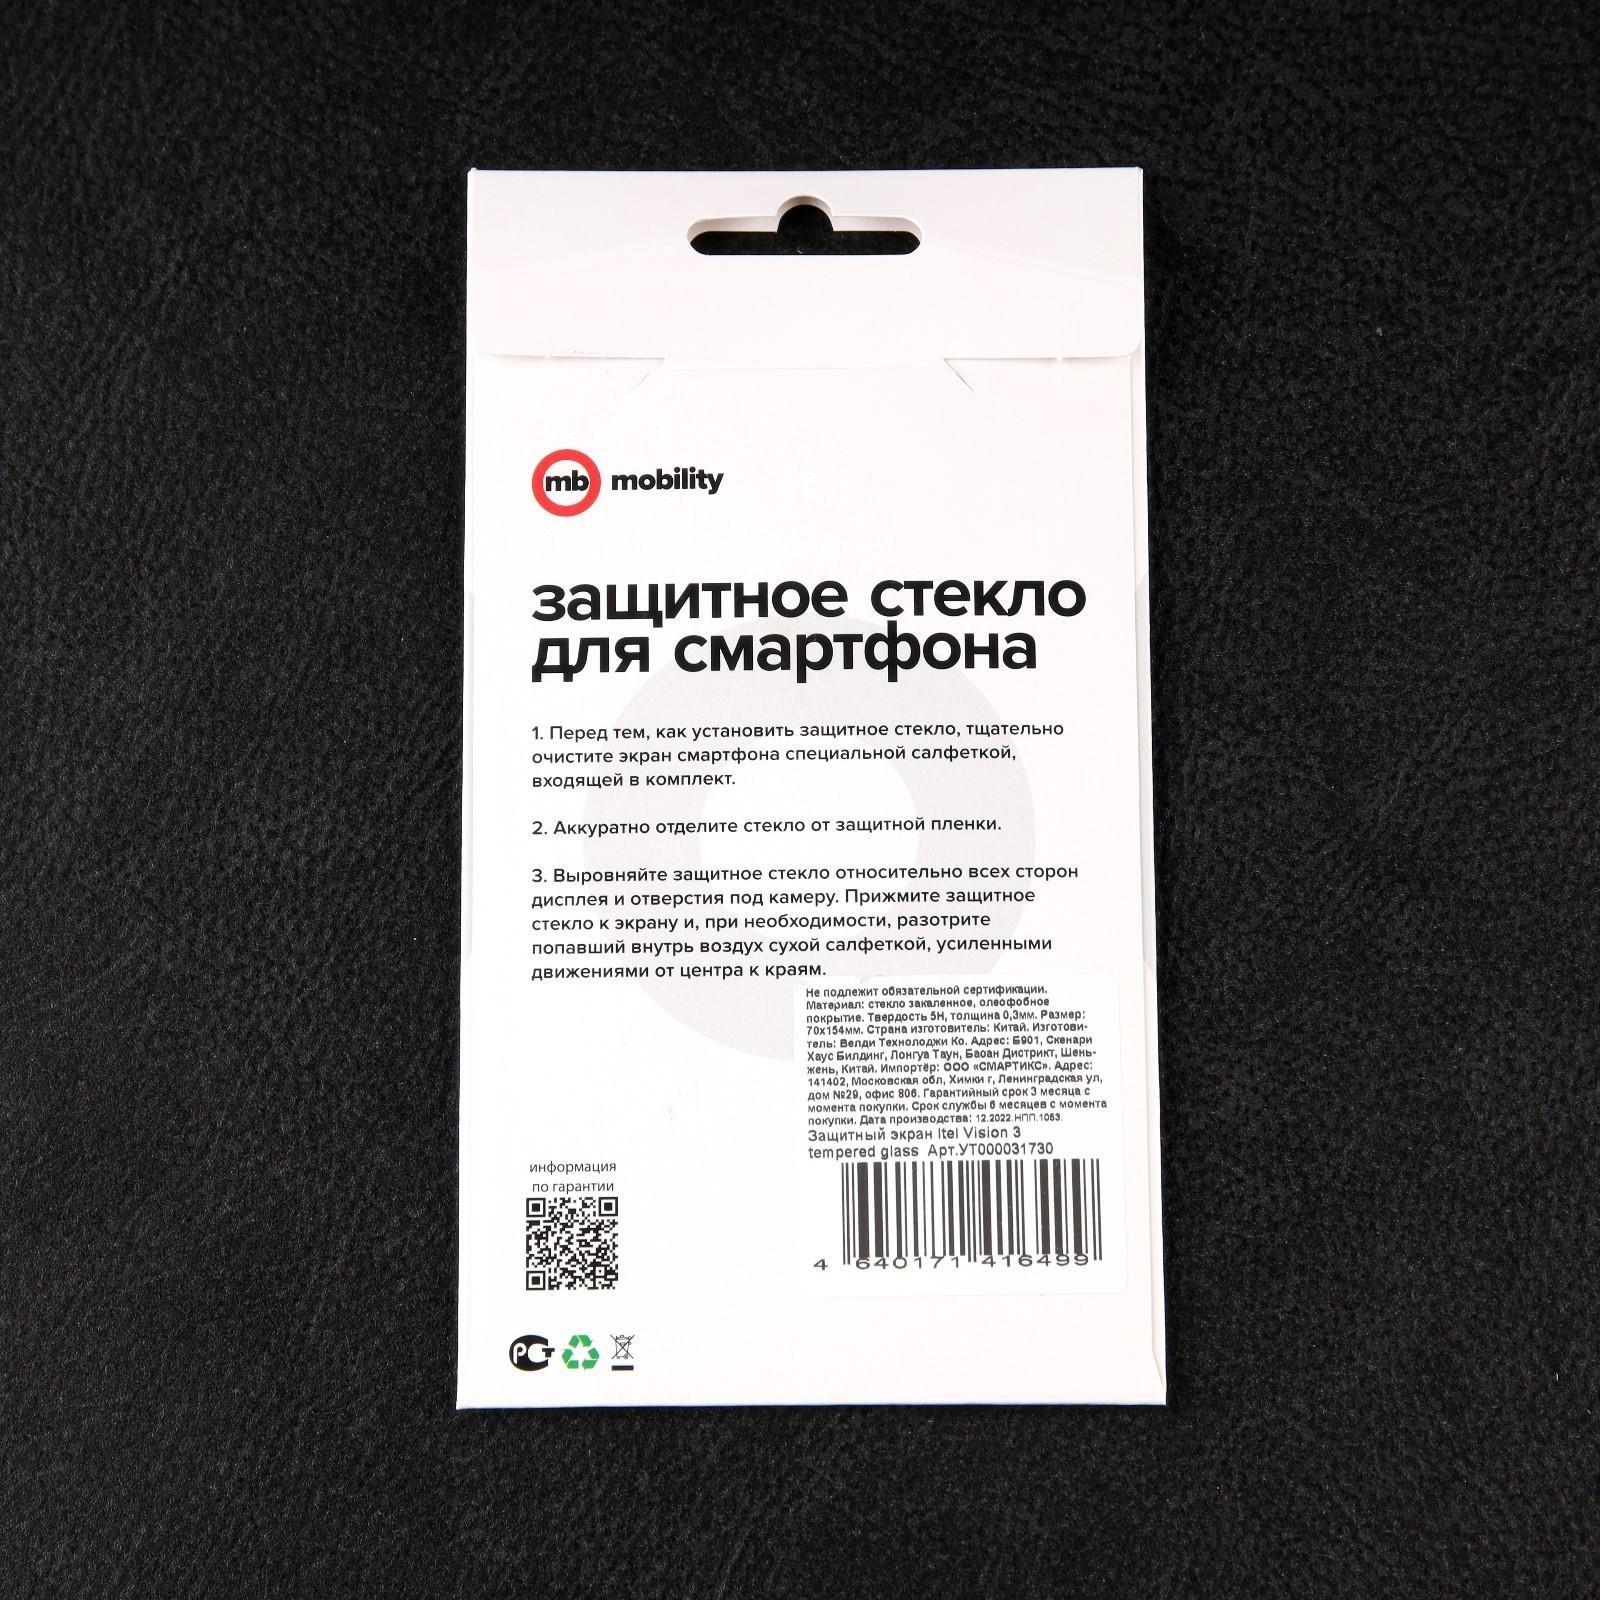 mb mobility
защитное стекло
для смартфона
1. Перед тем, как установить защитное стекло, тщательно
очистите экран смартфона специальной салфеткой,
входящей в комплект.
2. Аккуратно отделите стекло от защитной пленки.
3. Выровняйте защитное стекло относительно всех сторон
дисплея и отверстия под камеру. Прижмите защитное
стекло к экрану и, при необходимости, разотрите
попавший внутрь воздух сухой салфеткой, усиленными
движениями от центра к краям.
Не подлежит обязательной сертификации.
Материал: стекло закаленное, олеофобное
покрытие. Твердость 5H, толщина 0,3мм. Размер:
70x154мм. Страна изготовитель: Китай. Изготови-
тель: Велди Технолоджи Ко. Адрес: Б901, Скенари
Хаус Билдинг, Лонгуа Таун, Баоан Дистрикт, Шень-
жень, Китай. Импортёр: ООО «СМАРТИКС». Адрес:
141402, Московская обл, Химки г, Ленинградская ул,
дом №29, офис 806. Гарантийный срок 3 месяца с
момента покупки. Срок службы 6 месяцев с момента
покупки. Дата производства: 12.2022.НПП.1053.
Защитный экран Itel Vision 3
tempered glass Арт.УТ000031730
4 640171 416499
информация
по гарантии
РСТ